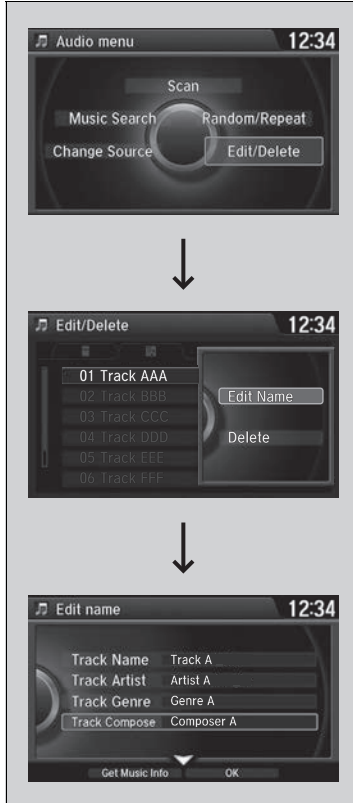 Audio menu 12:34
Scan
Music Search Random/Repeat
Change Source Edit/Delete
Edit/Delete 12:34
01 Track AAA
02 Track BBB
Edit Name
03 Track CCC
04 Track DDD
Delete
05 Track EEE
06 Track FFF
Edit name 12:34
Track Name Track A
Track Artist Artist A
Track Genre Genre A
Track Compose Composer A
Get Music Info OK